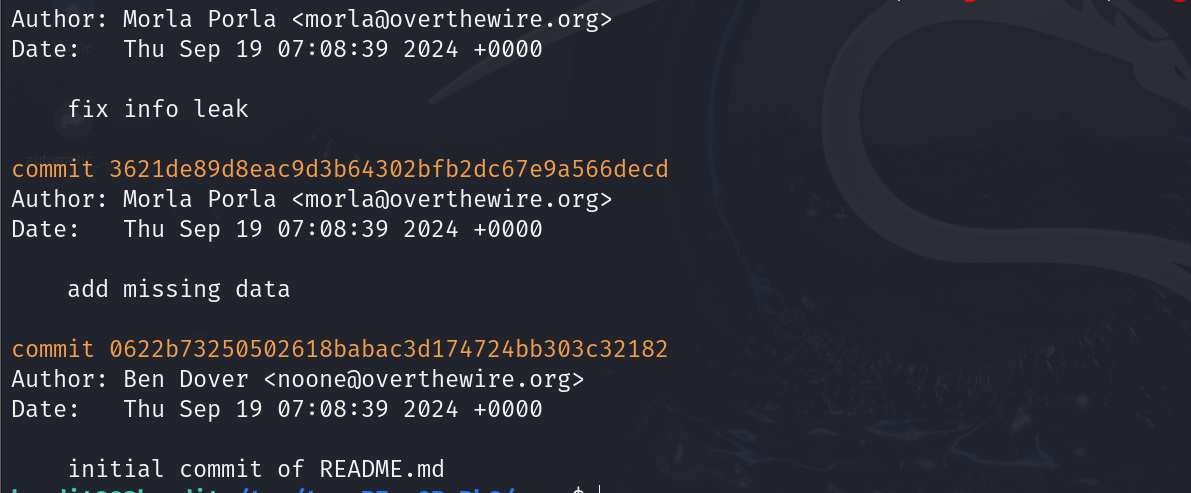 Author: Morla Porla <morla@overthewire.org>
Date:   Thu Sep 19 07:08:39 2024 +0000
fix info leak
commit 3621de89d8eac9d3b64302bfb2dc67e9a566decd
Author: Morla Porla <morla@overthewire.org>
Date:   Thu Sep 19 07:08:39 2024 +0000
add missing data
commit 0622b73250502618babac3d174724bb303c32182
Author: Ben Dover <noone@overthewire.org>
Date:   Thu Sep 19 07:08:39 2024 +0000
initial commit of README.md